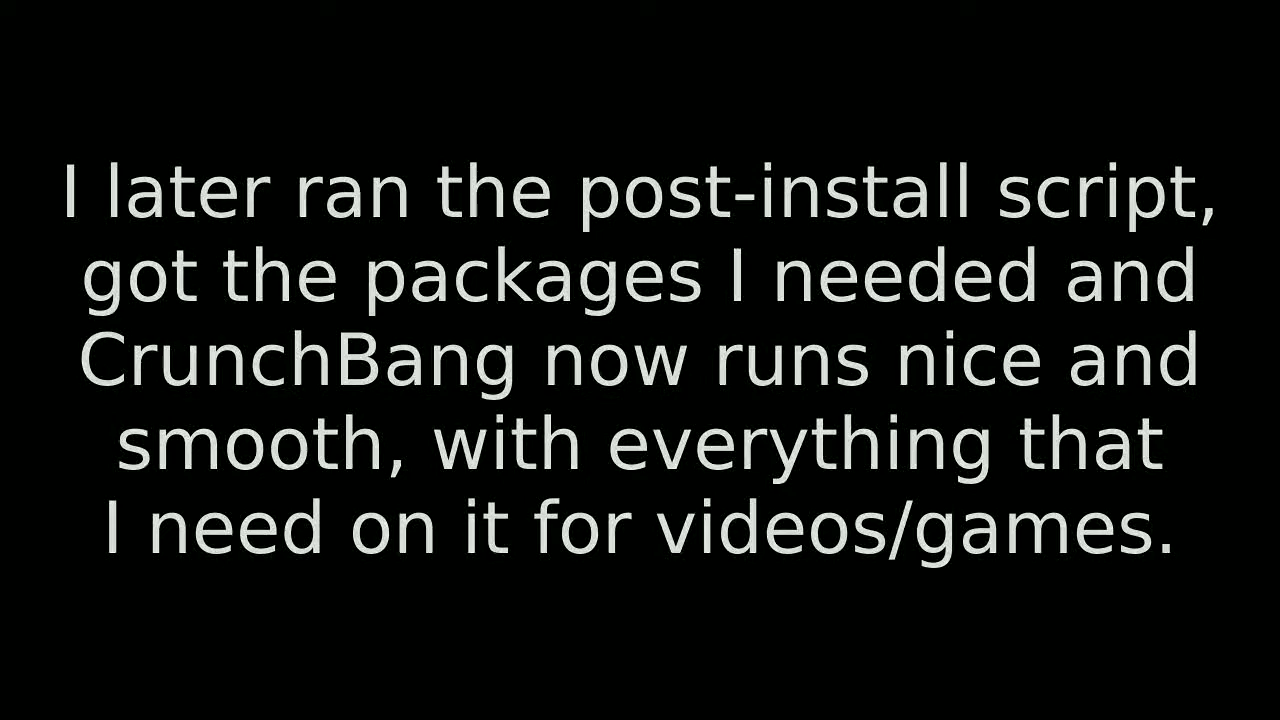 I later ran the post-install script,
got the packages I needed and
CrunchBang now runs nice and
smooth, with everything that
I need on it for videos/games.